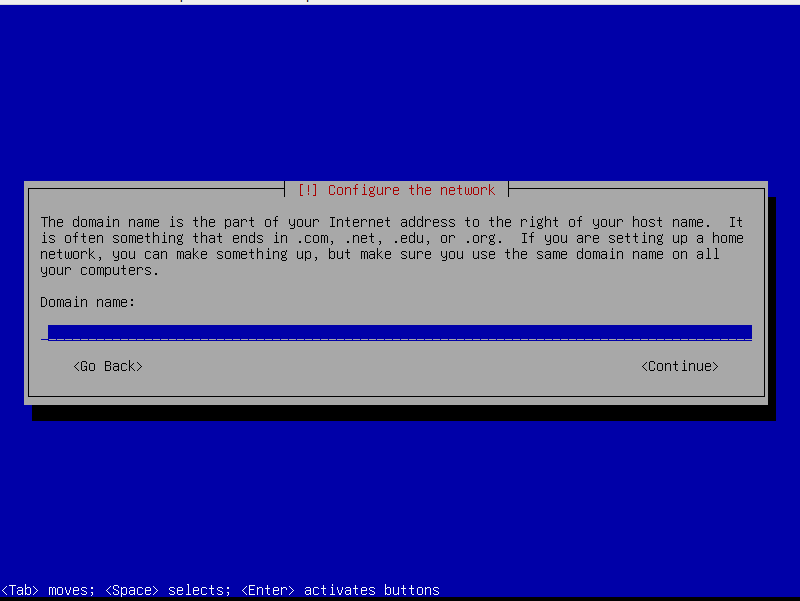 [!] Configure the network
The domain name is the part of your Internet address to the right of your host name.  It
is often something that ends in .com, .net, .edu, or .org.  If you are setting up a home
network, you can make something up, but make sure you use the same domain name on all
your computers.
Domain name:
<Go Back> <Continue>
<Tab> moves; <Space> selects; <Enter> activates buttons